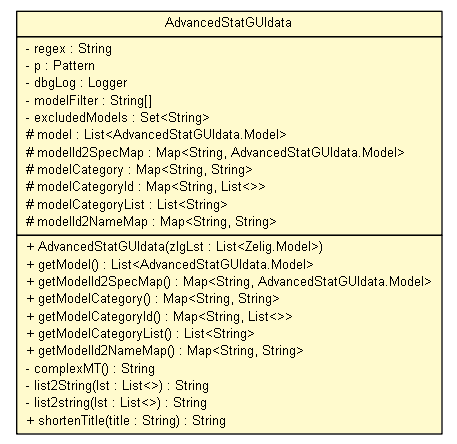 AdvancedStatGUIdata
- regex : String
- p : Pattern
- dbgLog : Logger
- modelFilter : String[]
- excludedModels : Set<String>
# model : List<AdvancedStatGUIdata.Model>
# modelId2SpecMap : Map<String, AdvancedStatGUIdata.Model>
# modelCategory : Map<String, String>
# modelCategoryId : Map<String, List<>>
# modelCategoryList : List<String>
# modelId2NameMap : Map<String, String>
+ AdvancedStatGUIdata(zlgLst : List<Zelig.Model>)
+ getModel() : List<AdvancedStatGUIdata.Model>
+ getModelId2SpecMap() : Map<String, AdvancedStatGUIdata.Model>
+ getModelCategory() : Map<String, String>
+ getModelCategoryId() : Map<String, List<>>
+ getModelCategoryList() : List<String>
+ getModelId2NameMap() : Map<String, String>
- complexMT() : String
- list2String(lst : List<>) : String
- list2string(lst : List<>) : String
+ shortenTitle(title : String) : String